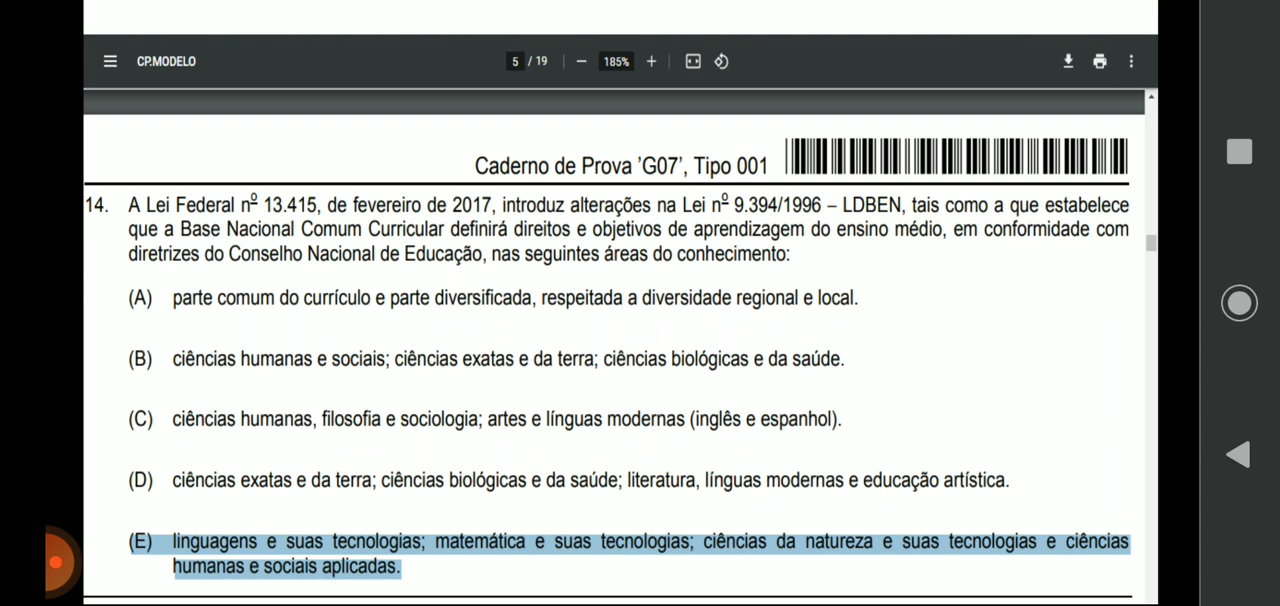 CP.MODELO
5 / 19
185%
Caderno de Prova 'G07', Tipo 001
14. A Lei Federal nº 13.415, de fevereiro de 2017, introduz alterações na Lei nº 9.394/1996 – LDBEN, tais como a que estabelece
que a Base Nacional Comum Curricular definirá direitos e objetivos de aprendizagem do ensino médio, em conformidade com
diretrizes do Conselho Nacional de Educação, nas seguintes áreas do conhecimento:
(A) parte comum do currículo e parte diversificada, respeitada a diversidade regional e local.
(B) ciências humanas e sociais; ciências exatas e da terra; ciências biológicas e da saúde.
(C) ciências humanas, filosofia e sociologia; artes e línguas modernas (inglês e espanhol).
(D) ciências exatas e da terra; ciências biológicas e da saúde; literatura, línguas modernas e educação artística.
(E) linguagens e suas tecnologias; matemática e suas tecnologias; ciências da natureza e suas tecnologias e ciências
humanas e sociais aplicadas.